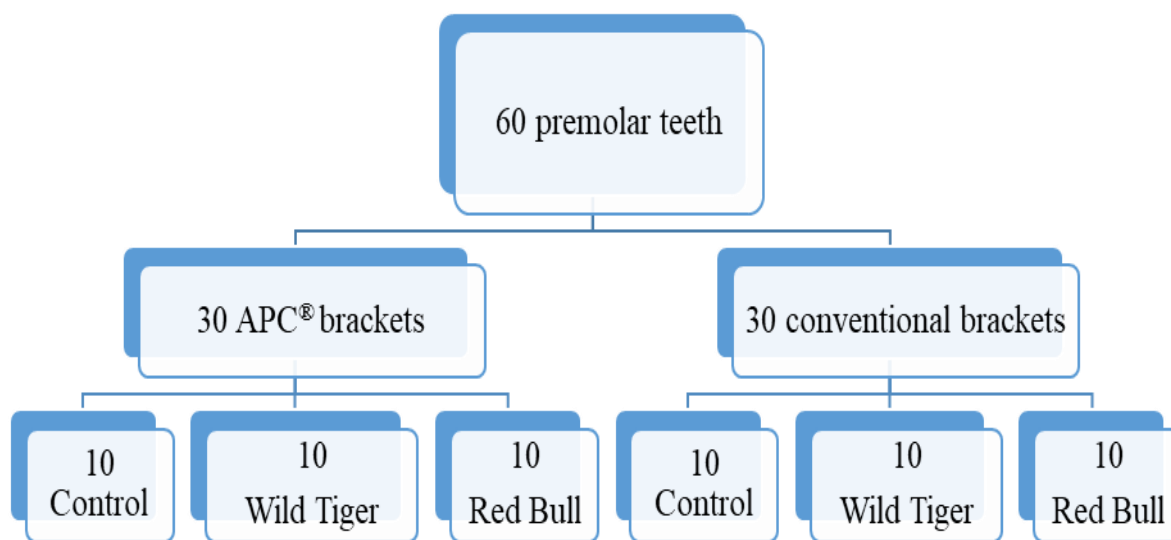 60 premolar teeth
30 APC® brackets
30 conventional brackets
10
Control
10
Wild Tiger
10
Red Bull
10
Control
10
Wild Tiger
10
Red Bull